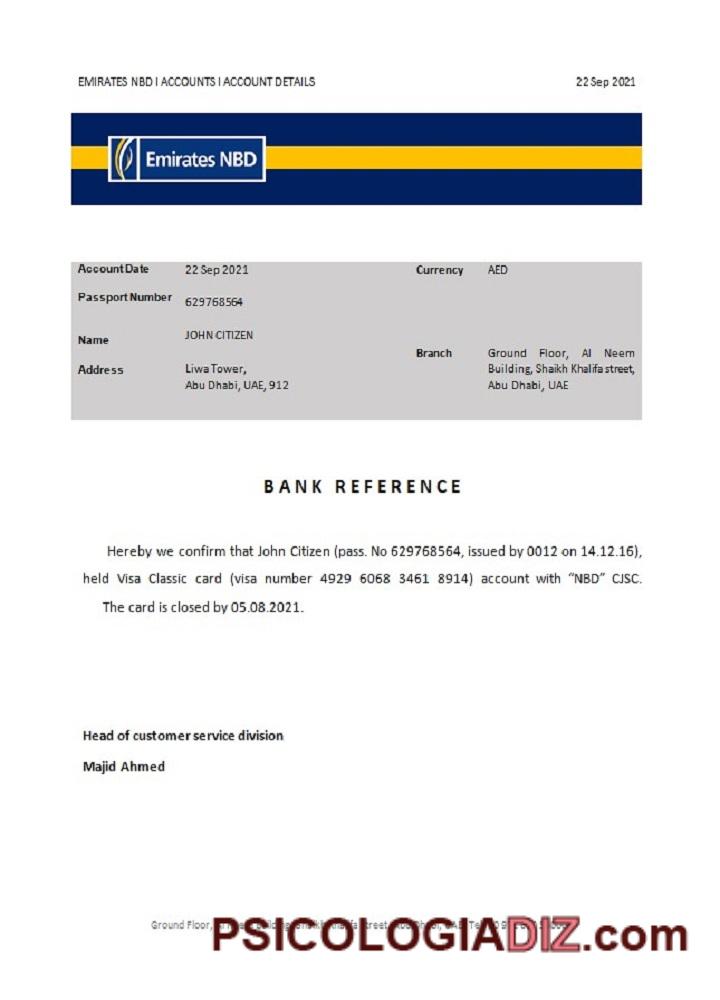 EMIRATES NBD I ACCOUNTS I ACCOUNT DETAILS 22 Sep 2021
Emirates NBD
Account Date 22 Sep 2021 Currency AED
Passport Number 629768564
Name JOHN CITIZEN
Branch Ground Floor, Al Neem
Address Liwa Tower, Building, Shaikh Khalifa street,
Abu Dhabi, UAE, 912 Abu Dhabi, UAE
BANK REFERENCE
Hereby we confirm that John Citizen (pass. No 629768564, issued by 0012 on 14.12.16),
held Visa Classic card (visa number 4929 6068 3461 8914) account with “NBD” CJSC.
The card is closed by 05.08.2021.
Head of customer service division
Majid Ahmed
Ground Floor,
PSICOLOGIADIZ.com